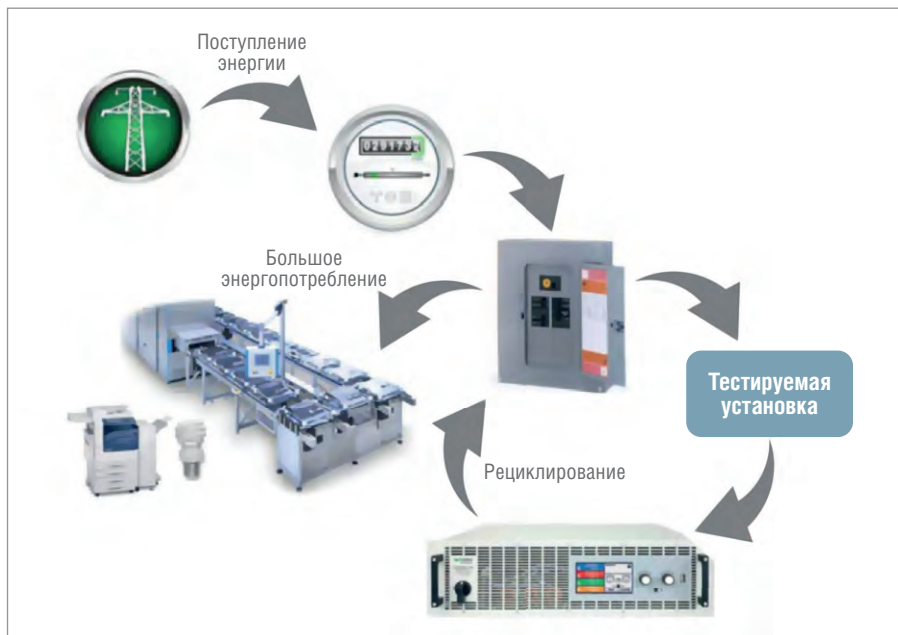 Поступление
энергии
Большое
энергопотребление
Тестируемая
установка
Рециклирование